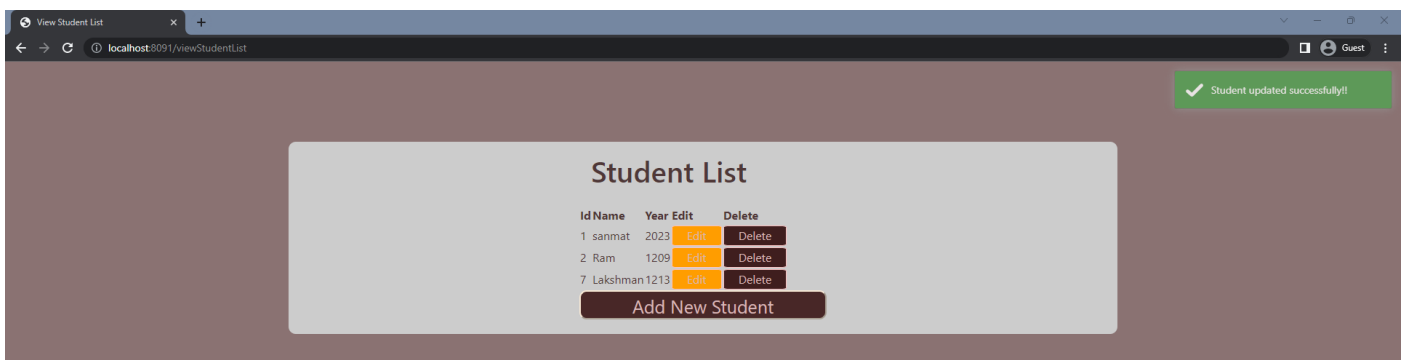 View Student List
localhost:8091/viewStudentList
Guest
Student updated successfully!!
Student List
Id Name Year Edit Delete
1 sanmat 2023 Edit Delete
2 Ram 1209 Edit Delete
7 Lakshman 1213 Edit Delete
Add New Student